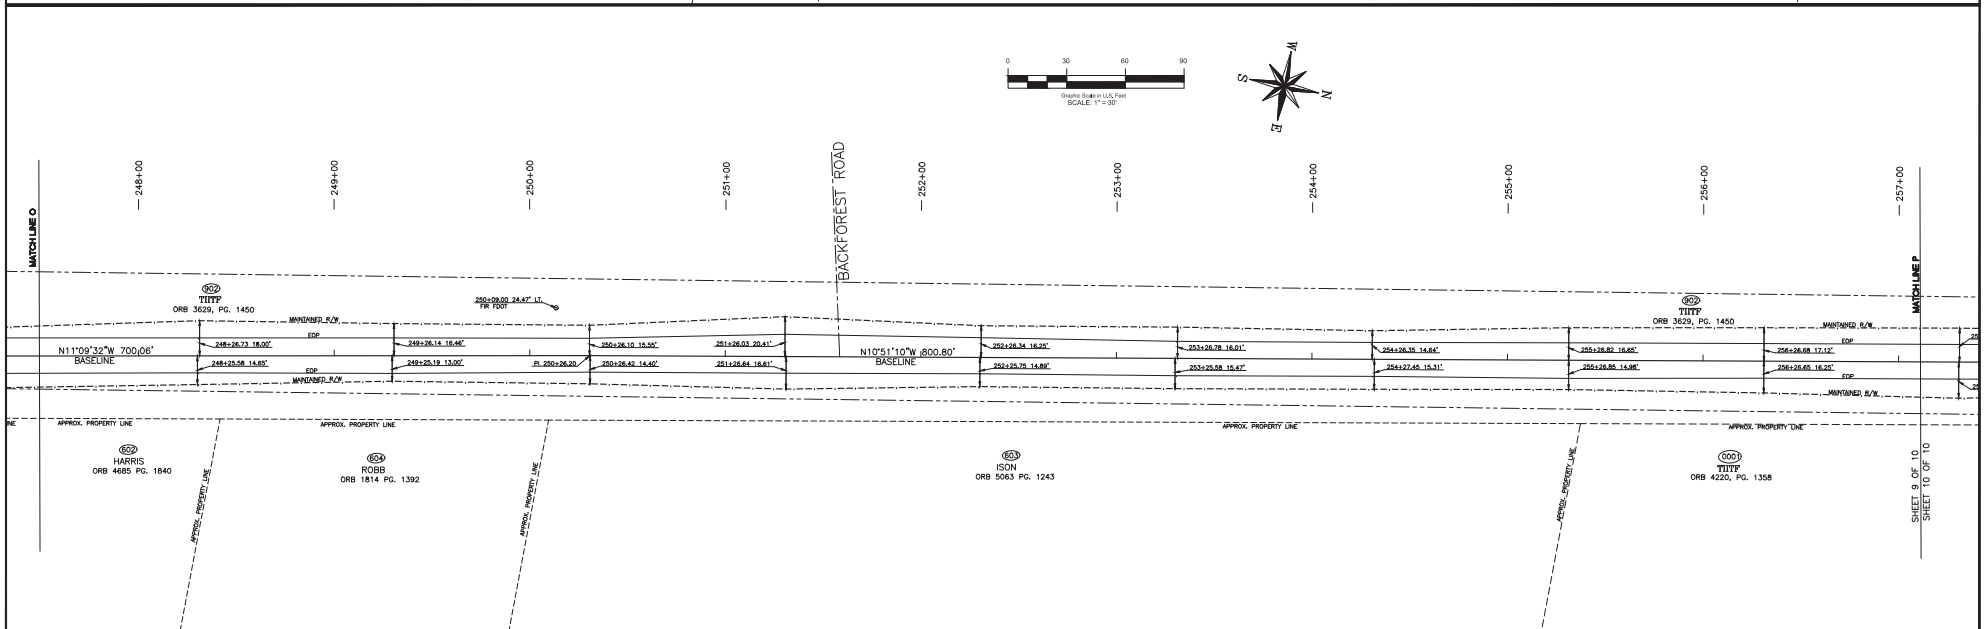 0 30 60 90
Graphic Scale in U.S. Feet
SCALE: 1" = 30'
W
S
N
E
248+00
249+00
250+00
251+00
BACKFOREST ROAD
252+00
253+00
254+00
255+00
256+00
257+00
MATCH LINE O
MATCH LINE P
902
TIITF
ORB 3629, PG. 1450
250+09.00 24.47' LT.
FIR FDOT
902
TIITF
ORB 3629, PG. 1450
MAINTAINED R/W
MAINTAINED R/W
EOP
EOP
N11°09'32"W 700.06'
BASELINE
248+26.73 18.00'
249+26.14 16.46'
250+26.10 15.55'
251+26.03 20.41'
N10°51'10"W 800.80'
BASELINE
252+26.34 16.25'
253+26.78 16.01'
254+26.35 14.64'
255+26.82 16.65'
256+26.68 17.12'
25
248+25.58 14.65'
249+25.19 13.00'
PI 250+26.20
250+26.42 14.40'
251+26.64 16.61'
252+25.75 14.89'
253+25.58 15.47'
254+27.45 15.31'
255+26.85 14.98'
256+26.65 16.25'
25
EOP
EOP
MAINTAINED R/W
MAINTAINED R/W
NE
APPROX. PROPERTY LINE
APPROX. PROPERTY LINE
APPROX. PROPERTY LINE
APPROX. PROPERTY LINE
602
HARRIS
ORB 4685 PG. 1840
APPROX. PROPERTY LINE
604
ROBB
ORB 1814 PG. 1392
APPROX. PROPERTY LINE
603
ISON
ORB 5063 PG. 1243
APPROX. PROPERTY LINE
0001
TIITF
ORB 4220, PG. 1358
SHEET 9 OF 10
SHEET 10 OF 10